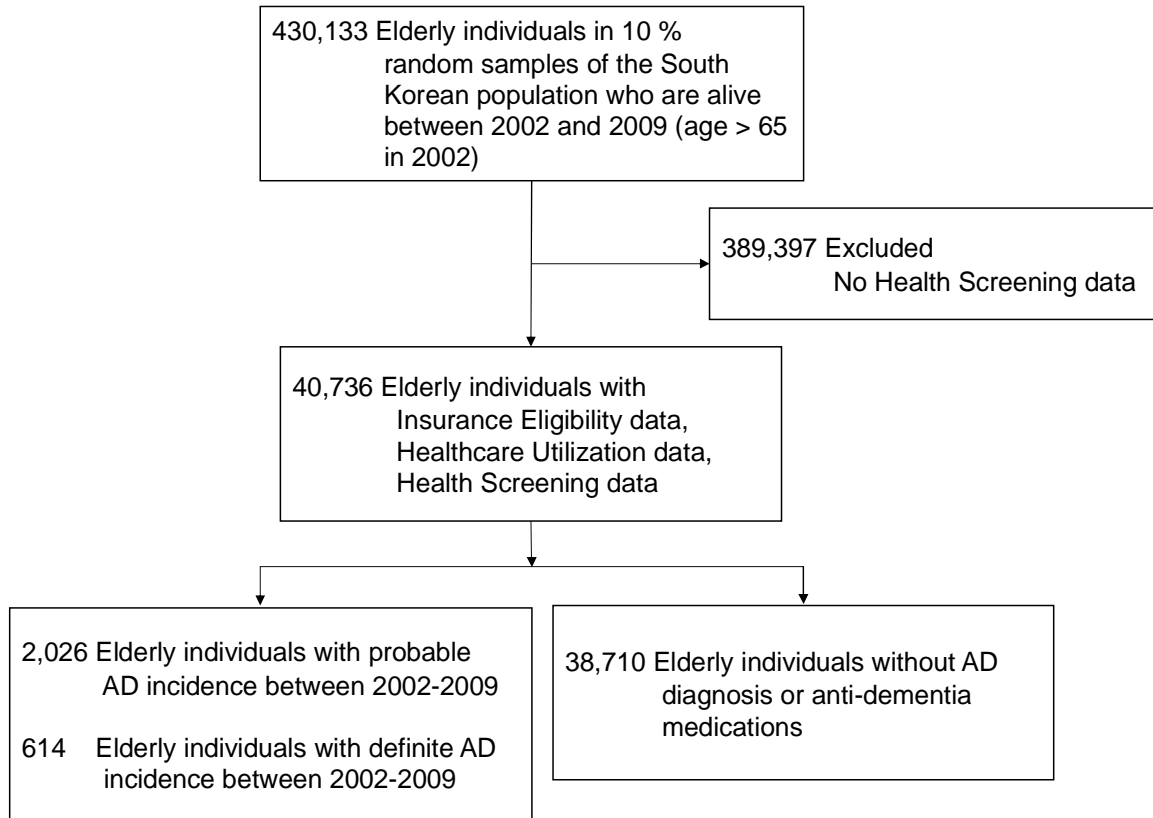 430,133 Elderly individuals in 10 %
random samples of the South
Korean population who are alive
between 2002 and 2009 (age > 65
in 2002)
389,397 Excluded
No Health Screening data
40,736 Elderly individuals with
Insurance Eligibility data,
Healthcare Utilization data,
Health Screening data
2,026 Elderly individuals with probable
AD incidence between 2002-2009
614 Elderly individuals with definite AD
incidence between 2002-2009
38,710 Elderly individuals without AD
diagnosis or anti-dementia
medications